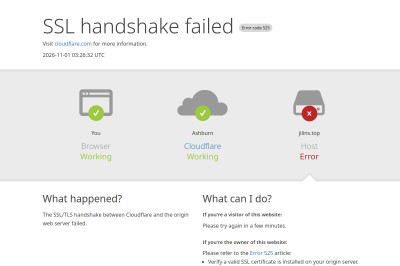 SSL handshake failed Error code 525
Visit cloudflare.com for more information.
2026-11-01 03:26:32 UTC
You
Browser
Working
Ashburn
Cloudflare
Working
jllns.top
Host
Error
What happened?
The SSL/TLS handshake between Cloudflare and the origin
web server failed.
What can I do?
If you're a visitor of this website:
Please try again in a few minutes.
If you're the owner of this website:
Please refer to the Error 525 article:
• Verify a valid SSL certificate is installed on your origin server.